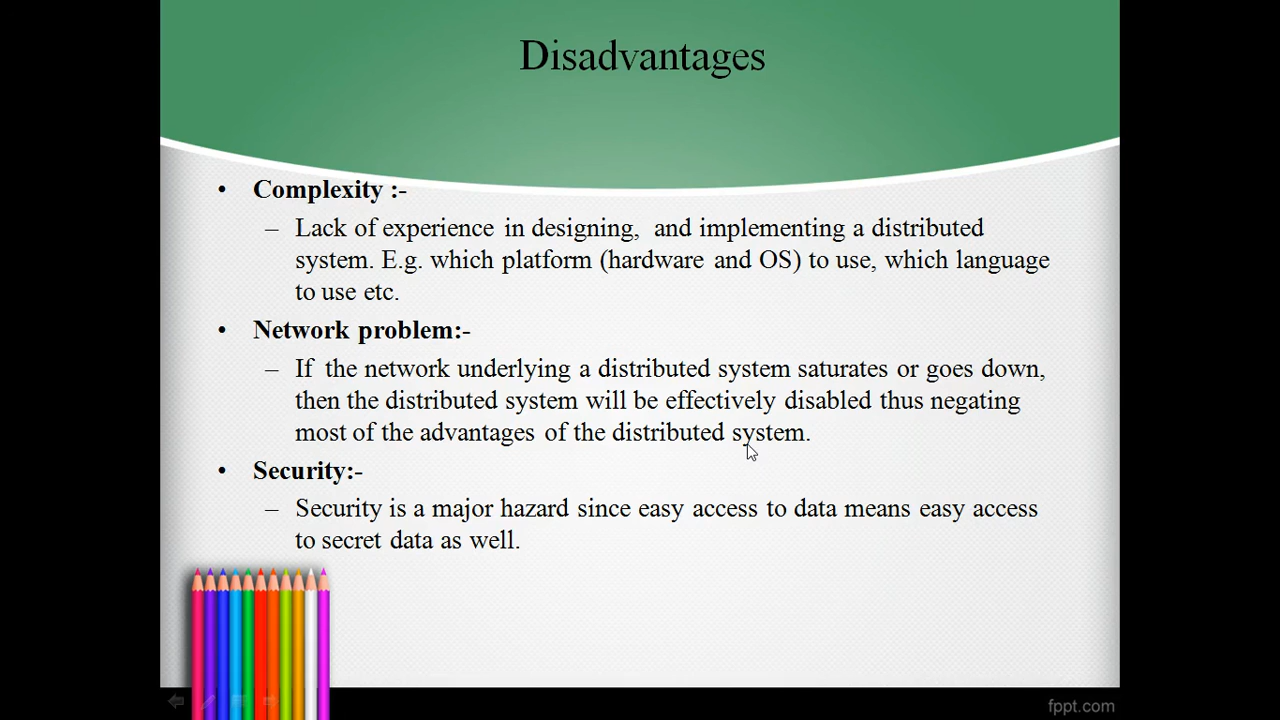 Disadvantages
• Complexity :-
– Lack of experience in designing, and implementing a distributed
system. E.g. which platform (hardware and OS) to use, which language
to use etc.
• Network problem:-
– If the network underlying a distributed system saturates or goes down,
then the distributed system will be effectively disabled thus negating
most of the advantages of the distributed system.
• Security:-
– Security is a major hazard since easy access to data means easy access
to secret data as well.
fppt.com